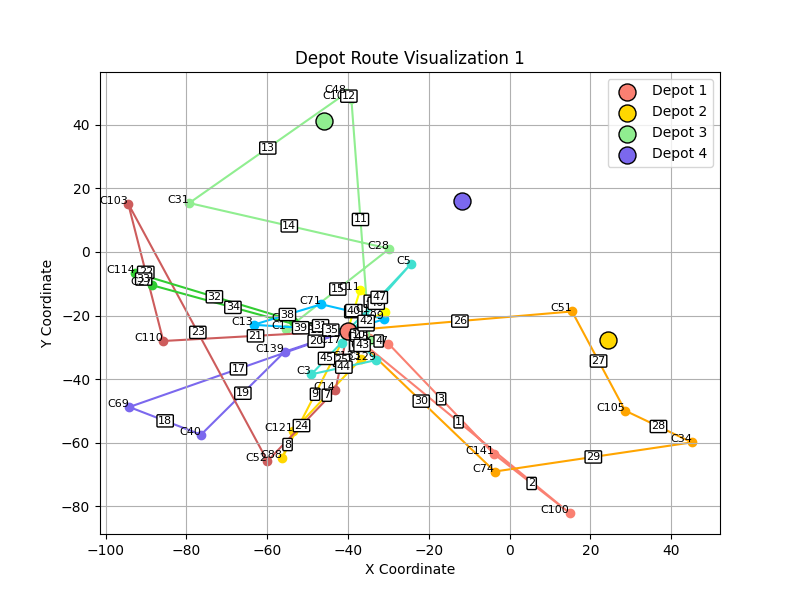 Depot Route Visualization 1
Depot 1
Depot 2
Depot 3
Depot 4
Y Coordinate
40
20
0
−20
−40
−60
−80
−100
−80
−60
−40
−20
0
20
40
X Coordinate
C48
12
13
C103
C31
11
14
C28
C5
C114
22
33
32
34
15
C11
47
C71
38
40
C13
39
42
26
C51
C110
21
23
20
35
43
C139
45
44
27
17
C3
C14
C69
19
9
7
30
3
C105
18
C40
C121
24
1
28
C34
8
C52
C88
C141
C74
29
2
C100